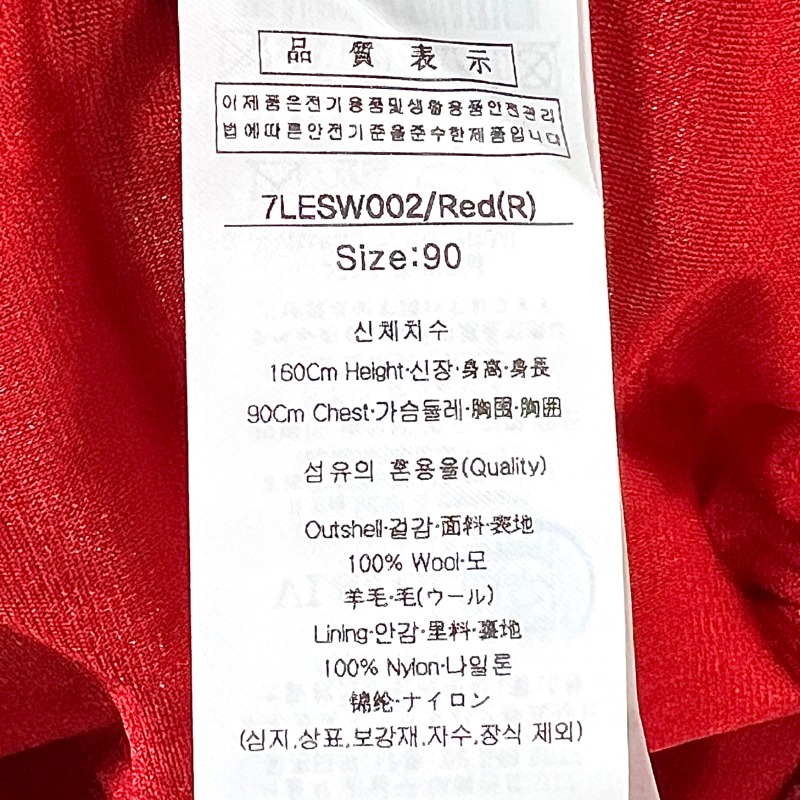 品質表示
이제품은전기용품및생활용품안전관리
법에따른안전기준을준수한제품입니다
7LESW002/Red(R)
Size:90
신체치수
160Cm Height·신장·身高·身長
90Cm Chest·가슴둘레·胸围·胸囲
섬유의 혼용율(Quality)
Outshell·겉감·面料·表地
100% Wool·모
羊毛·毛(ウール)
Lining·안감·里料·裏地
100% Nylon·나일론
锦纶·ナイロン
(심지,상표,보강재,자수,장식 제외)